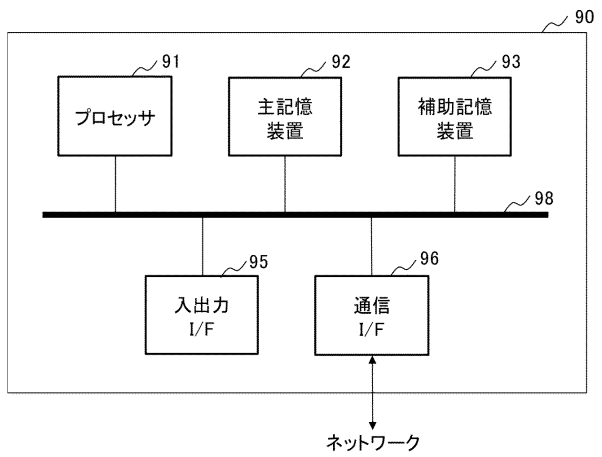 90
91
92
93
プロセッサ
主記憶
装置
補助記憶
装置
98
95
96
入出力
I/F
通信
I/F
ネットワーク